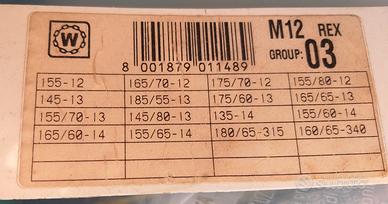 W
M12 REX
GROUP: 03
8 001879 011489
155-12 165/70-12 175/70-12 155/80-12
145-13 185/55-13 175/60-13 165/65-13
155/70-13 145/80-13 135-14 155/60-14
165/60-14 155/65-14 180/65-315 160/65-340